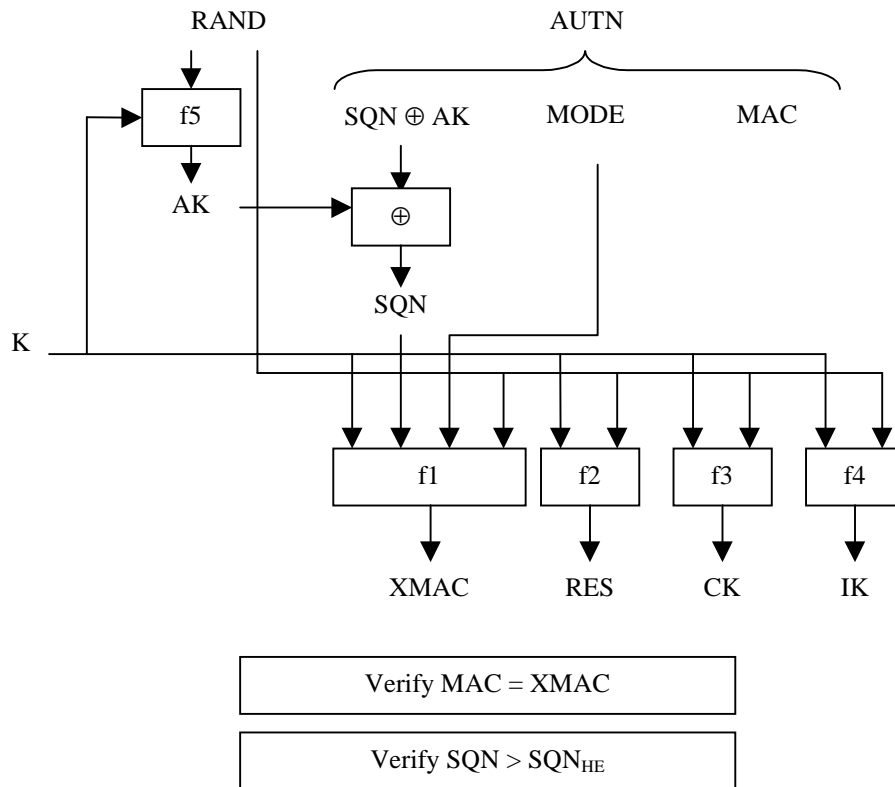 RAND AUTN
f5
SQN ⊕ AK MODE MAC
AK
⊕
SQN
K
f1 f2 f3 f4
XMAC RES CK IK
Verify MAC = XMAC
Verify SQN > SQN_HE